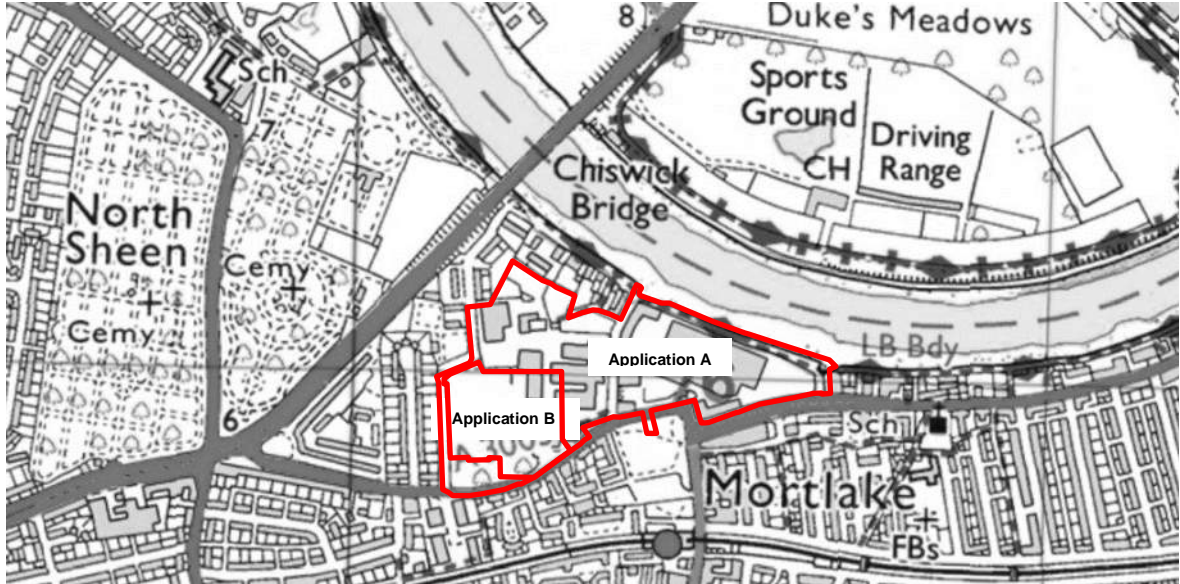 8
Duke's Meadows
Sch
7
Sports
Ground
Driving
Range
CH
Chiswick
Bridge
North
Sheen
Cemy
Cemy
Application A
LB Bdy
Application B
6
Sch
Mortlake
FBs